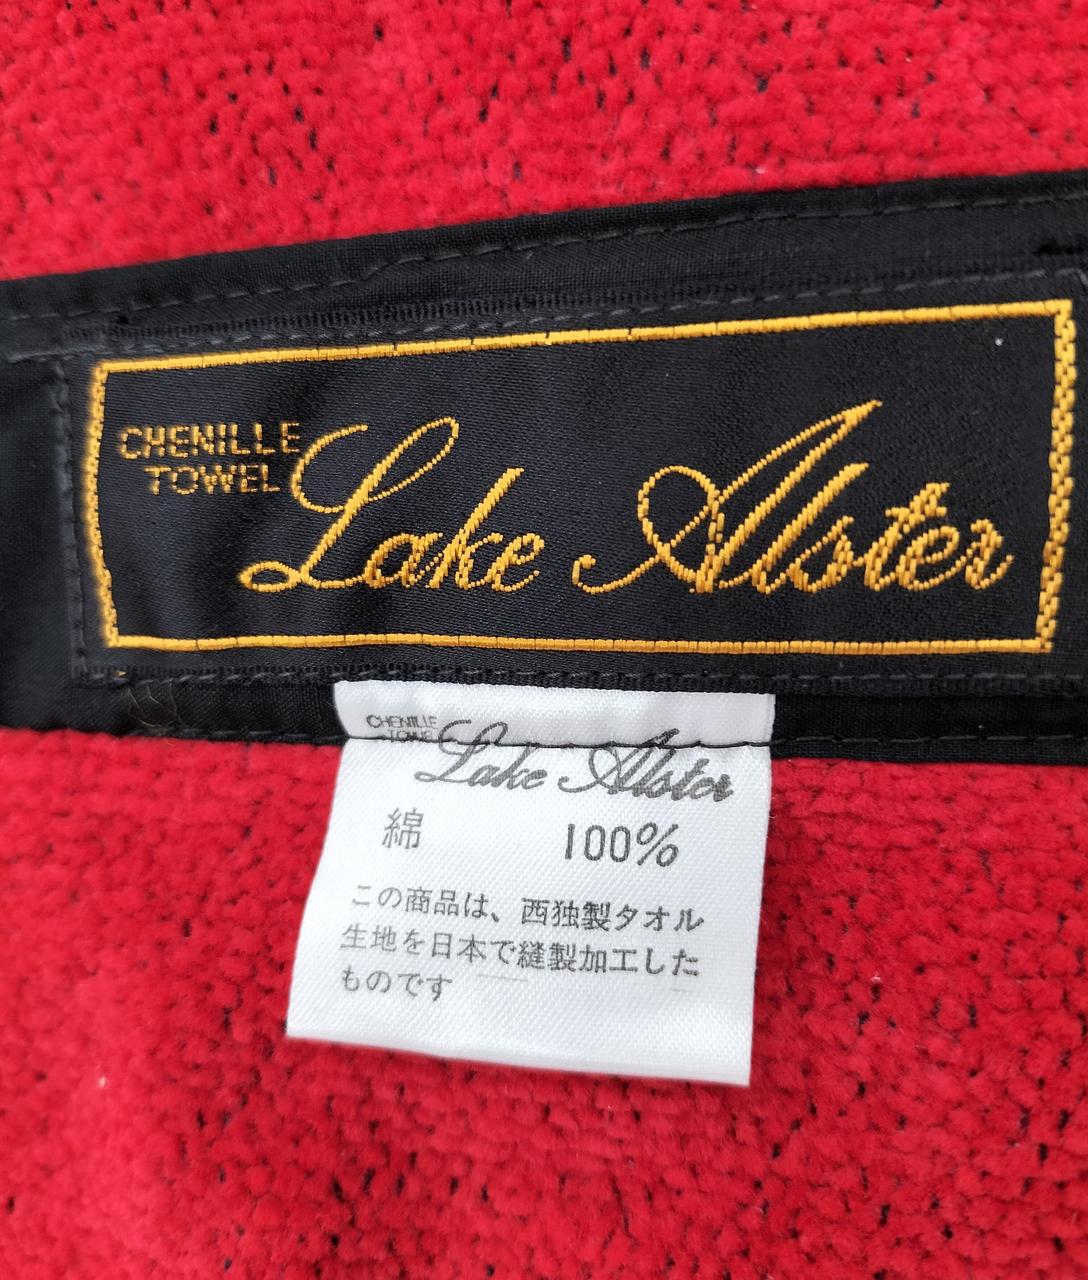 CHENILLE
TOWEL
Lake Alster
CHENILLE
TOWEL
Lake Alster
綿 100%
この商品は、西独製タオル
生地を日本で縫製加工した
ものです